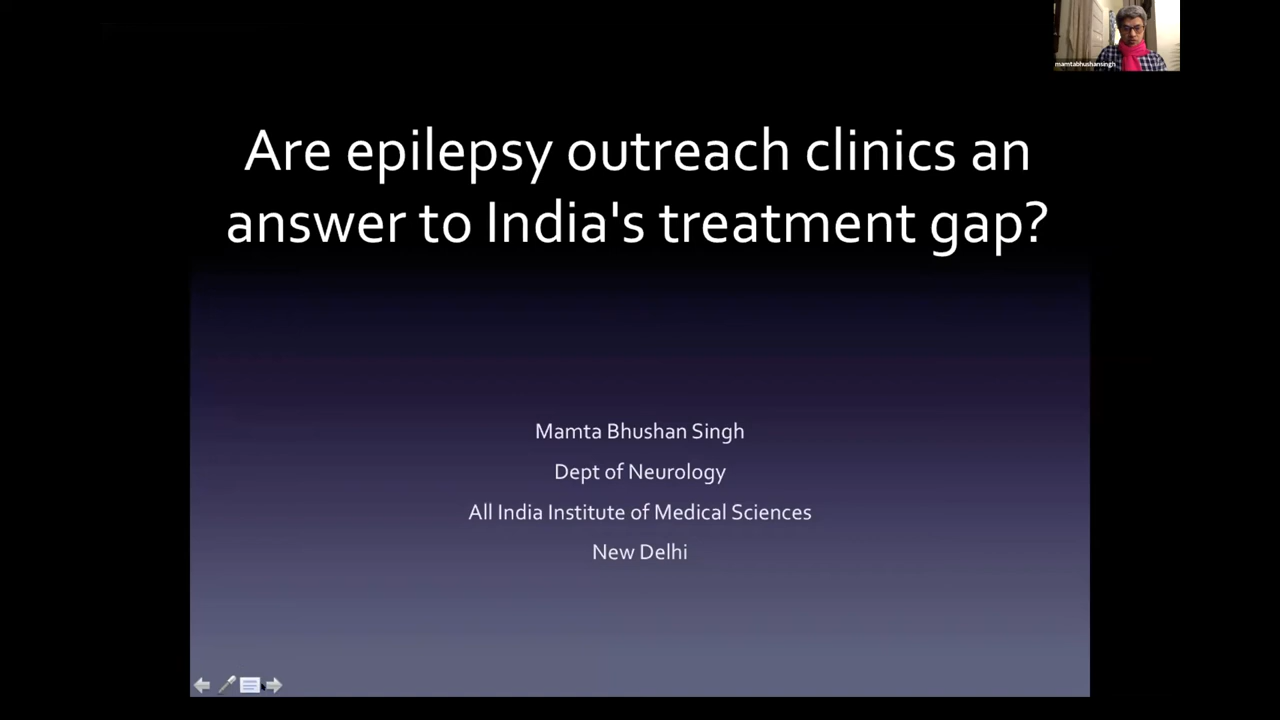 mamtabhushansingh
Are epilepsy outreach clinics an
answer to India's treatment gap?
Mamta Bhushan Singh
Dept of Neurology
All India Institute of Medical Sciences
New Delhi